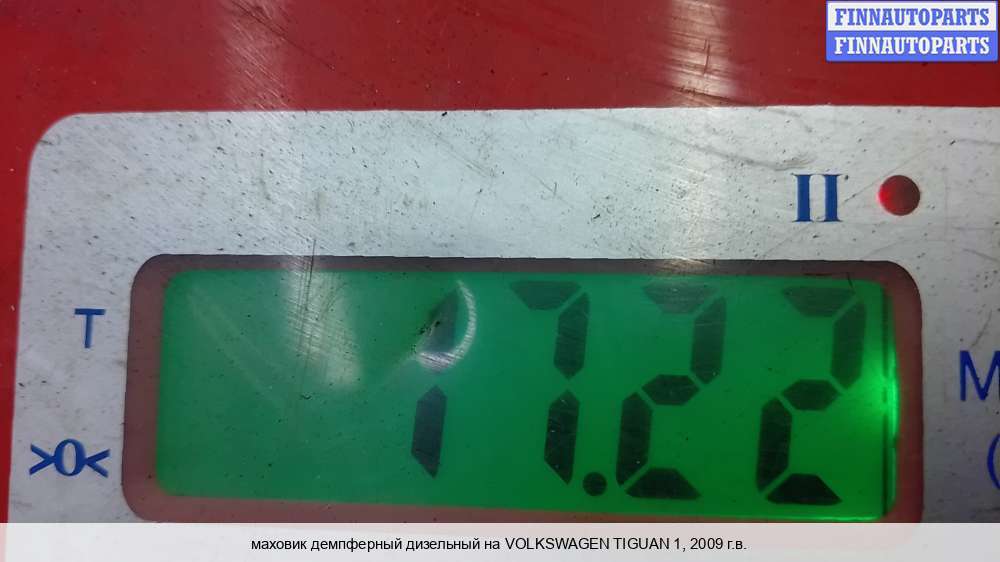 FINNAUTOPARTS
FINNAUTOPARTS
II
T
17.22
M
>0<
(
маховик демпферный дизельный на VOLKSWAGEN TIGUAN 1, 2009 г.в.